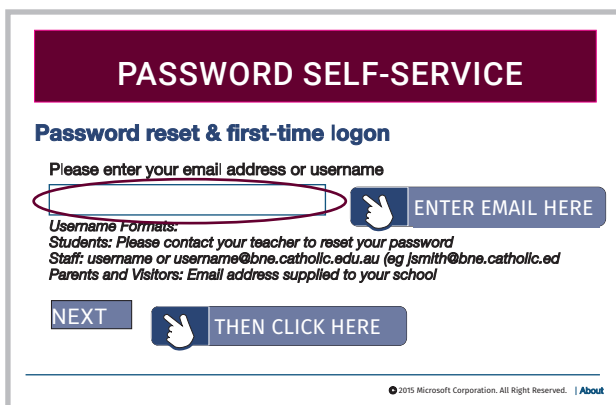 PASSWORD SELF-SERVICE
Password reset & first-time logon
Please enter your email address or username
ENTER EMAIL HERE
Username Formats:
Students: Please contact your teacher to reset your password
Staff: username or username@bne.catholic.edu.au (eg jsmith@bne.catholic.ed
Parents and Visitors: Email address supplied to your school
NEXT
THEN CLICK HERE
© 2015 Microsoft Corporation. All Right Reserved. | About